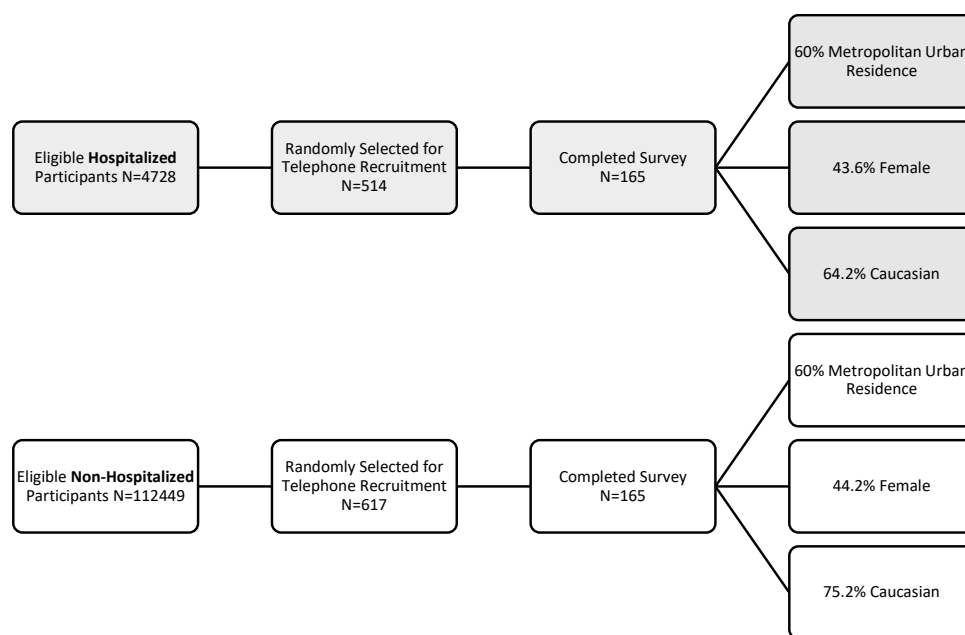 60% Metropolitan Urban
Residence
Eligible Hospitalized
Participants N=4728
Randomly Selected for
Telephone Recruitment
N=514
Completed Survey
N=165
43.6% Female
64.2% Caucasian
60% Metropolitan Urban
Residence
Eligible Non-Hospitalized
Participants N=112449
Randomly Selected for
Telephone Recruitment
N=617
Completed Survey
N=165
44.2% Female
75.2% Caucasian